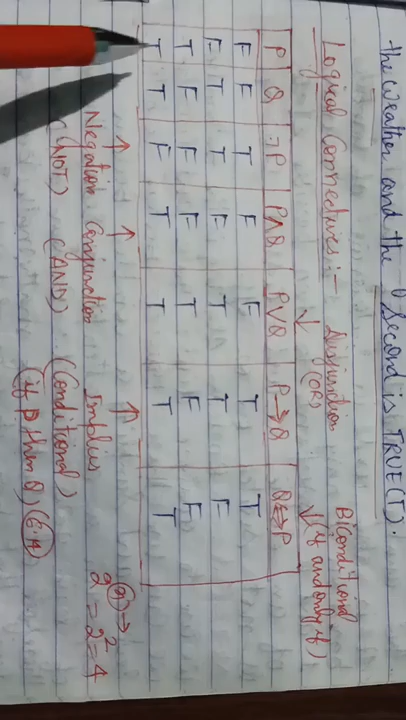 the weather and the Second is TRUE(T).
Logical Connectives :- Disjunction Biconditional
(OR) (if and only if)
P Q ¬P P∧Q P∨Q P→Q Q⇔P
F F T F F T T
F T T F T T F
T F F F T F F
T T F T T T T
Negation Conjunction Implies
(NOT) (AND) (Conditional)
(if P then Q)
= 2² = 4